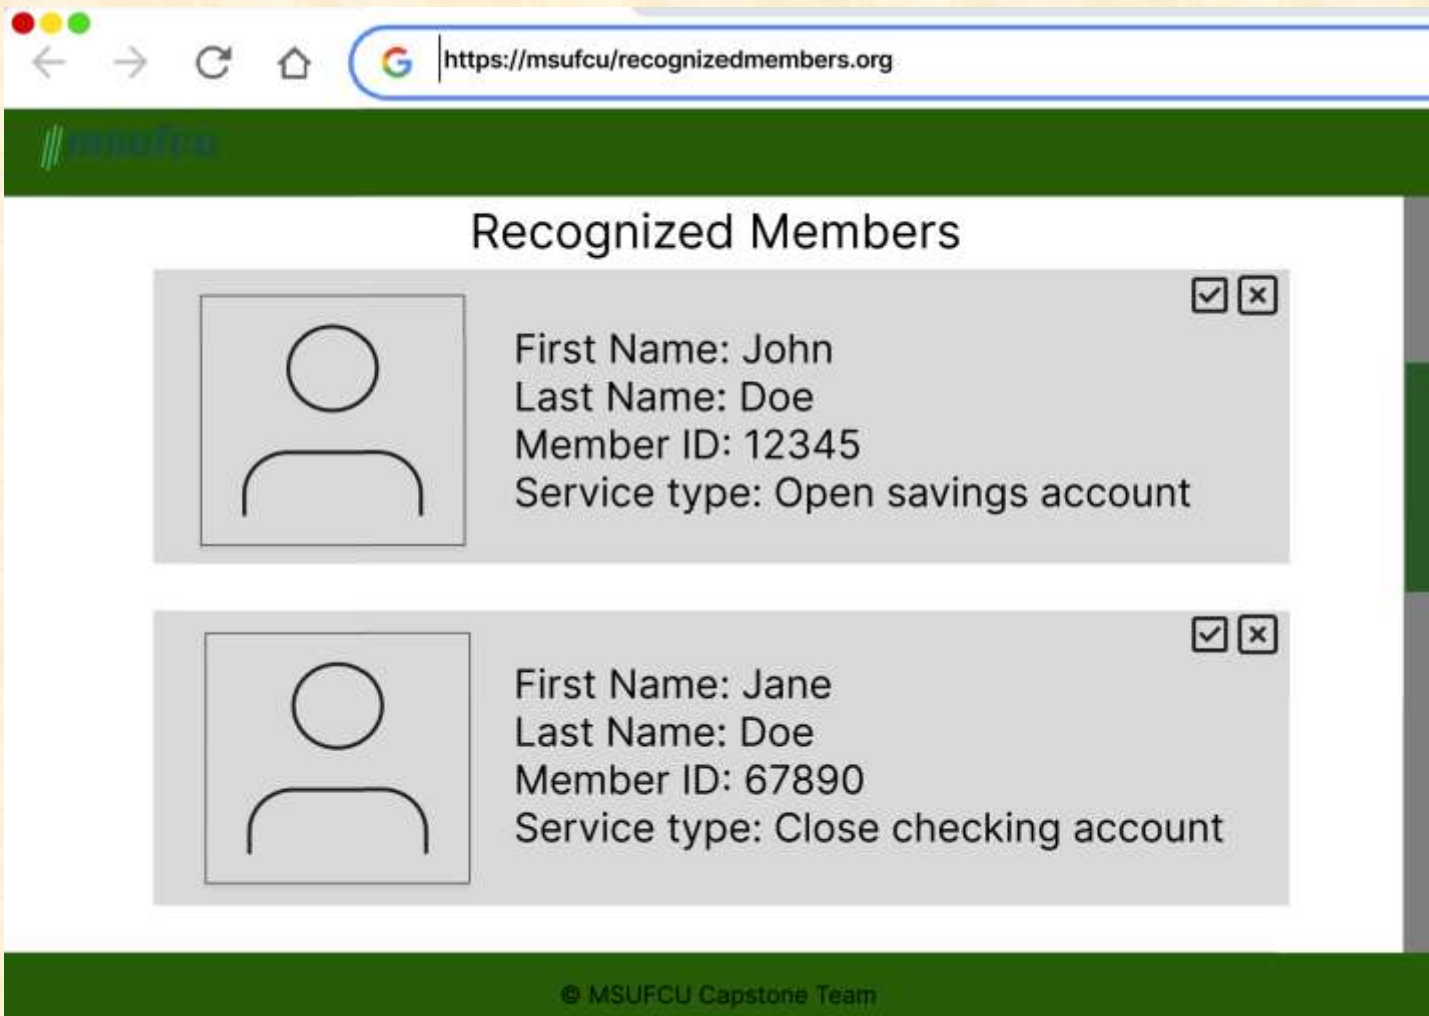 https://msufcu/recognizedmembers.org
msufcu
Recognized Members
First Name: John
Last Name: Doe
Member ID: 12345
Service type: Open savings account
First Name: Jane
Last Name: Doe
Member ID: 67890
Service type: Close checking account
© MSUFCU Capstone Team